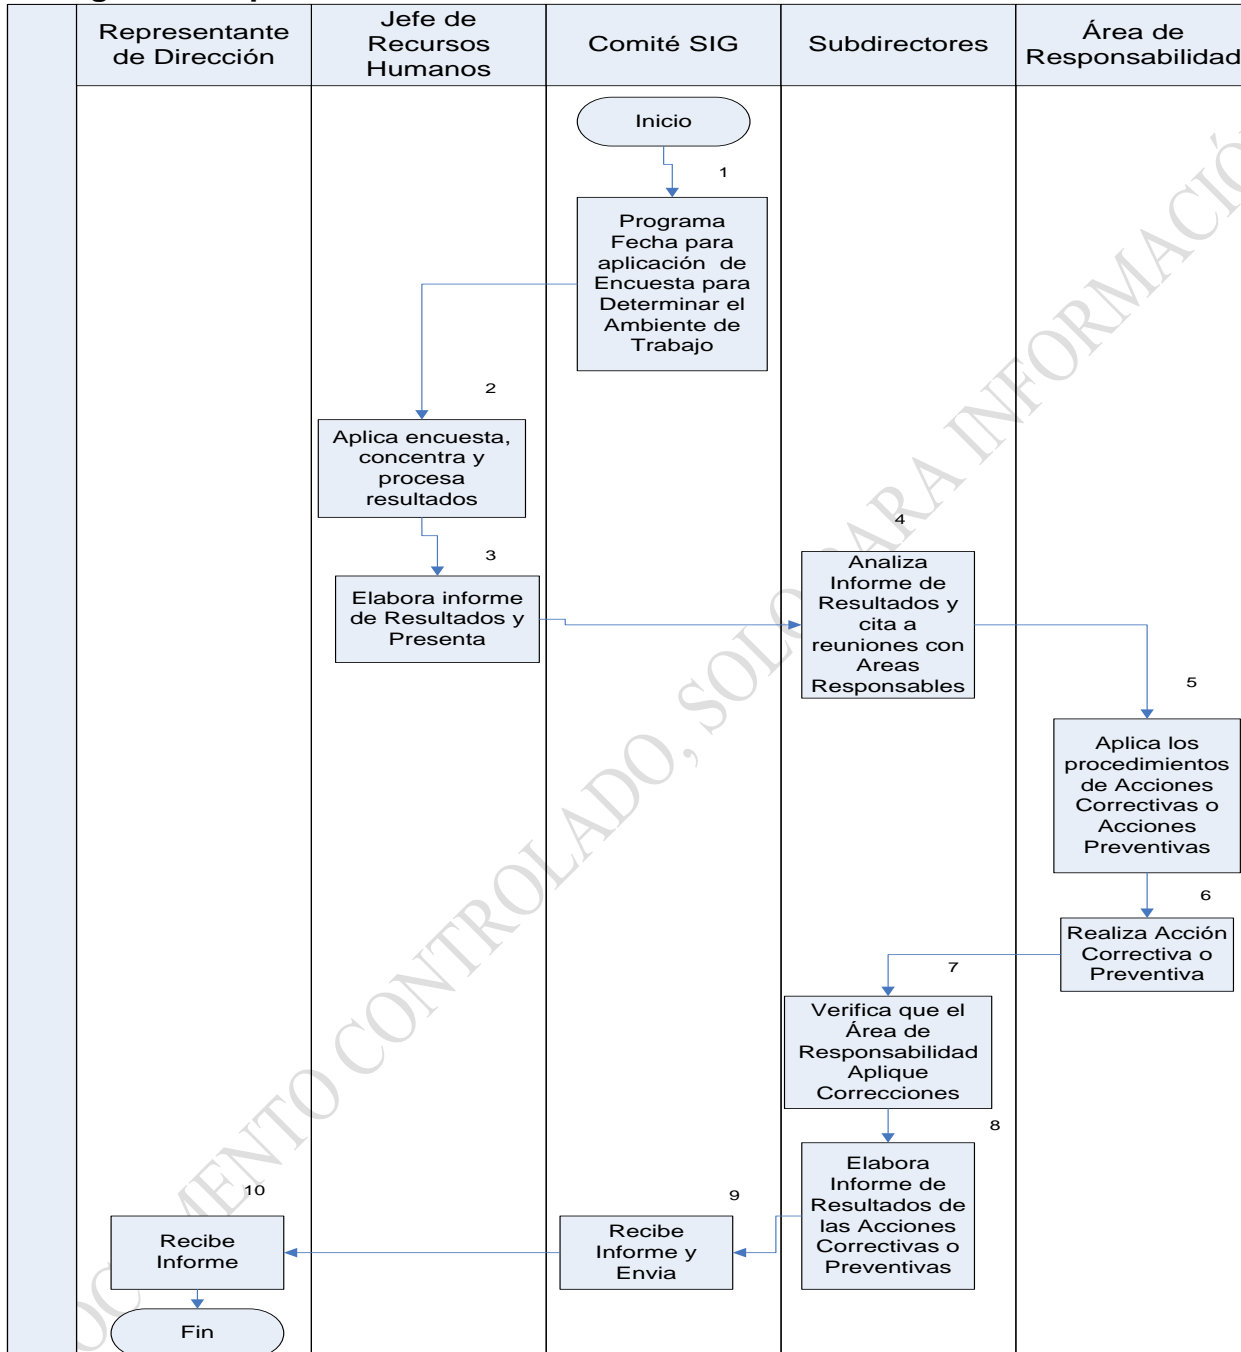 Representante
de Dirección
Jefe de
Recursos
Humanos
Comité SIG
Subdirectores
Área de
Responsabilidad
Inicio
1
Programa
Fecha para
aplicación de
Encuesta para
Determinar el
Ambiente de
Trabajo
2
Aplica encuesta,
concentra y
procesa
resultados
3
Elabora informe
de Resultados y
Presenta
4
Analiza
Informe de
Resultados y
cita a
reuniones con
Areas
Responsables
5
Aplica los
procedimientos
de Acciones
Correctivas o
Acciones
Preventivas
6
Realiza Acción
Correctiva o
Preventiva
7
Verifica que el
Área de
Responsabilidad
Aplique
Correcciones
8
Elabora
Informe de
Resultados de
las Acciones
Correctivas o
Preventivas
9
Recibe
Informe y
Envia
10
Recibe
Informe
Fin
CONTROLADO, SOLO PARA INFORMACIÓN